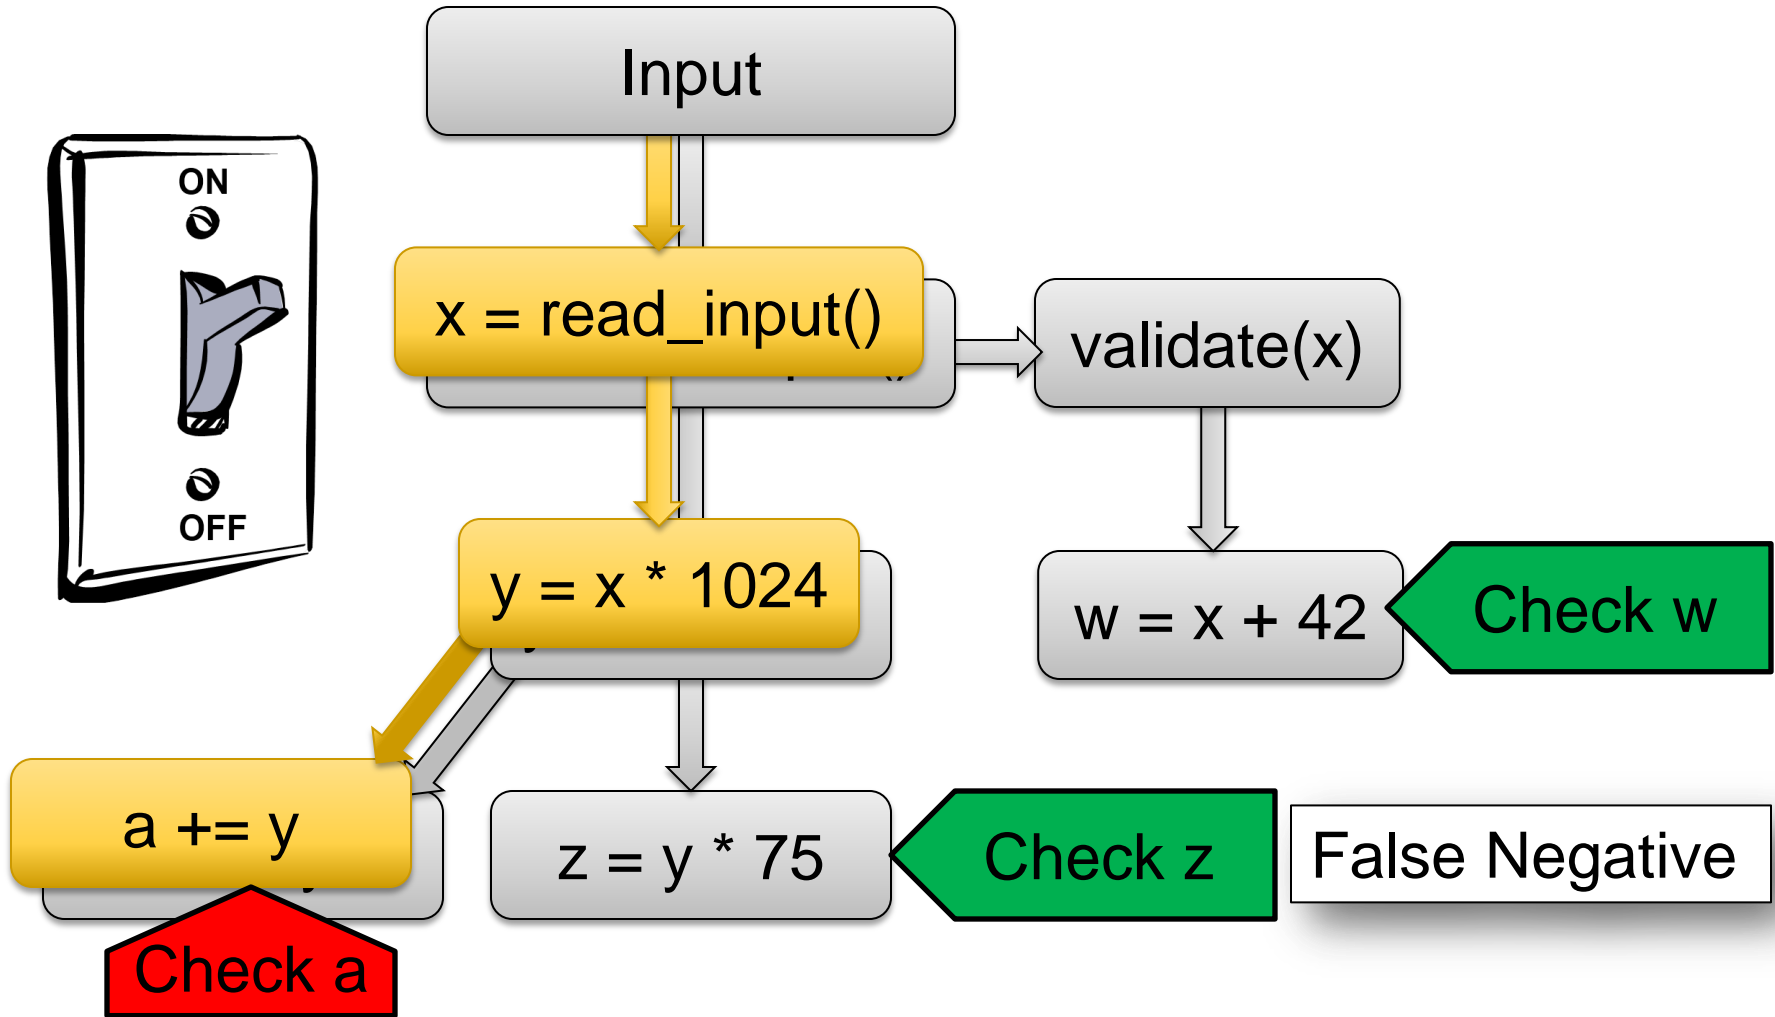 Input
ON
OFF
x = read_input()
validate(x)
y = x * 1024
w = x + 42
Check w
a += y
z = y * 75
Check z
False Negative
Check a